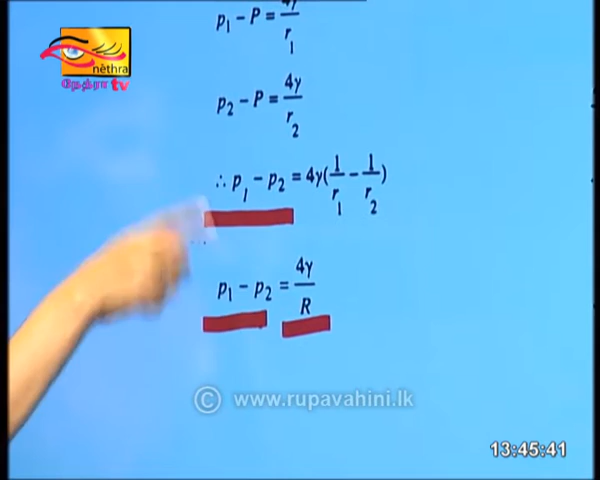 p₁ − P = 4γ/r₁
nethra
நேத்ரா tv
p₂ − P = 4γ/r₂
∴ p₁ − p₂ = 4γ(1/r₁ − 1/r₂)
p₁ − p₂ = 4γ/R
© www.rupavahini.lk
13:45:41